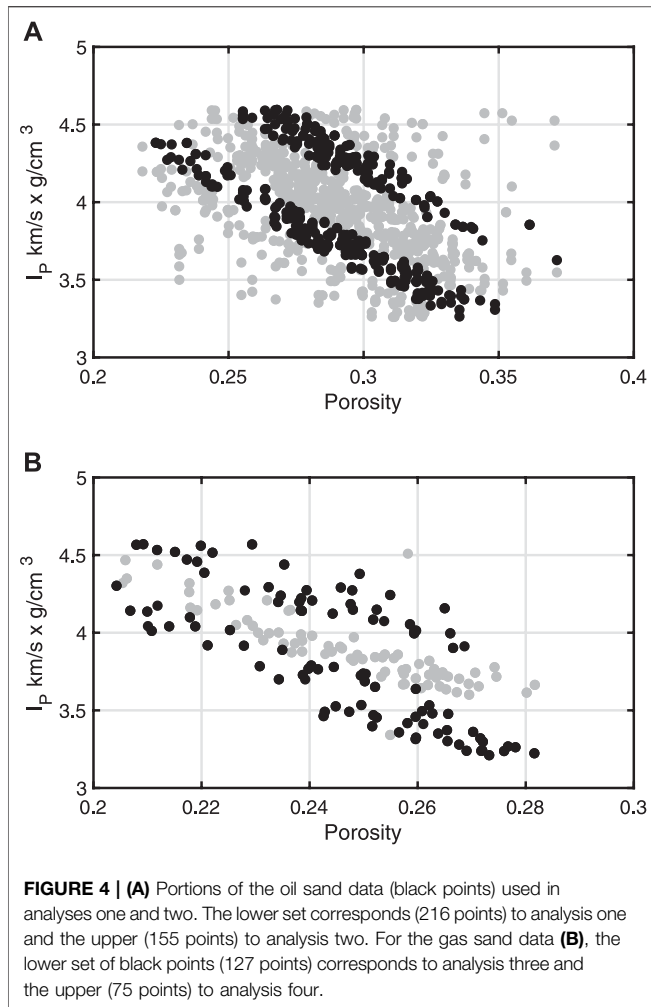 A
5
4.5
4
3.5
3
I_P km/s x g/cm ³
0.2
0.25
0.3
0.35
0.4
Porosity
B
5
4.5
4
3.5
3
I_P km/s x g/cm ³
0.2
0.22
0.24
0.26
0.28
0.3
Porosity
FIGURE 4 | (A) Portions of the oil sand data (black points) used in
analyses one and two. The lower set corresponds (216 points) to analysis one
and the upper (155 points) to analysis two. For the gas sand data (B), the
lower set of black points (127 points) corresponds to analysis three and
the upper (75 points) to analysis four.